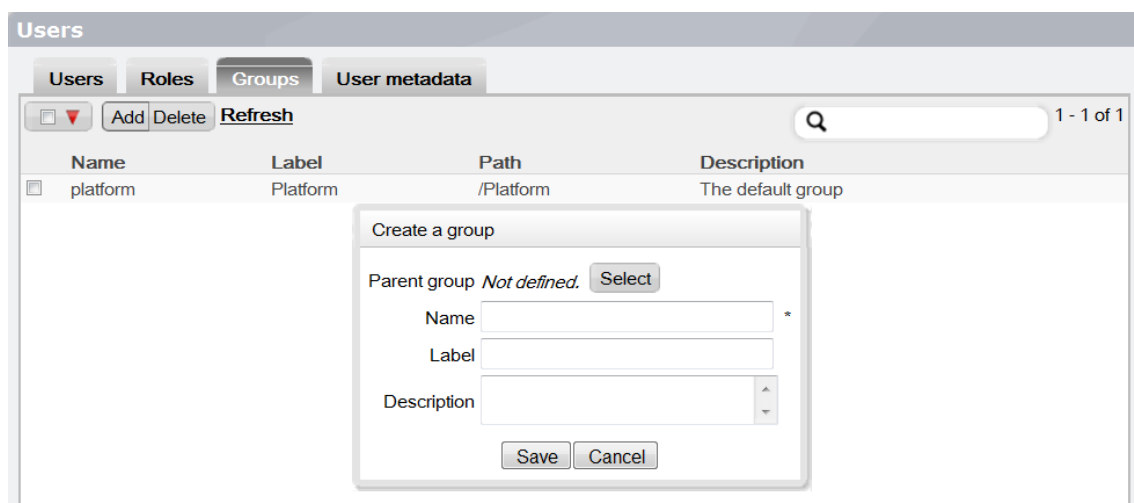 Users
Users Roles Groups User metadata
Add Delete Refresh 1 - 1 of 1
Name Label Path Description
platform Platform /Platform The default group
Create a group
Parent group Not defined. Select
Name *
Label
Description
Save Cancel